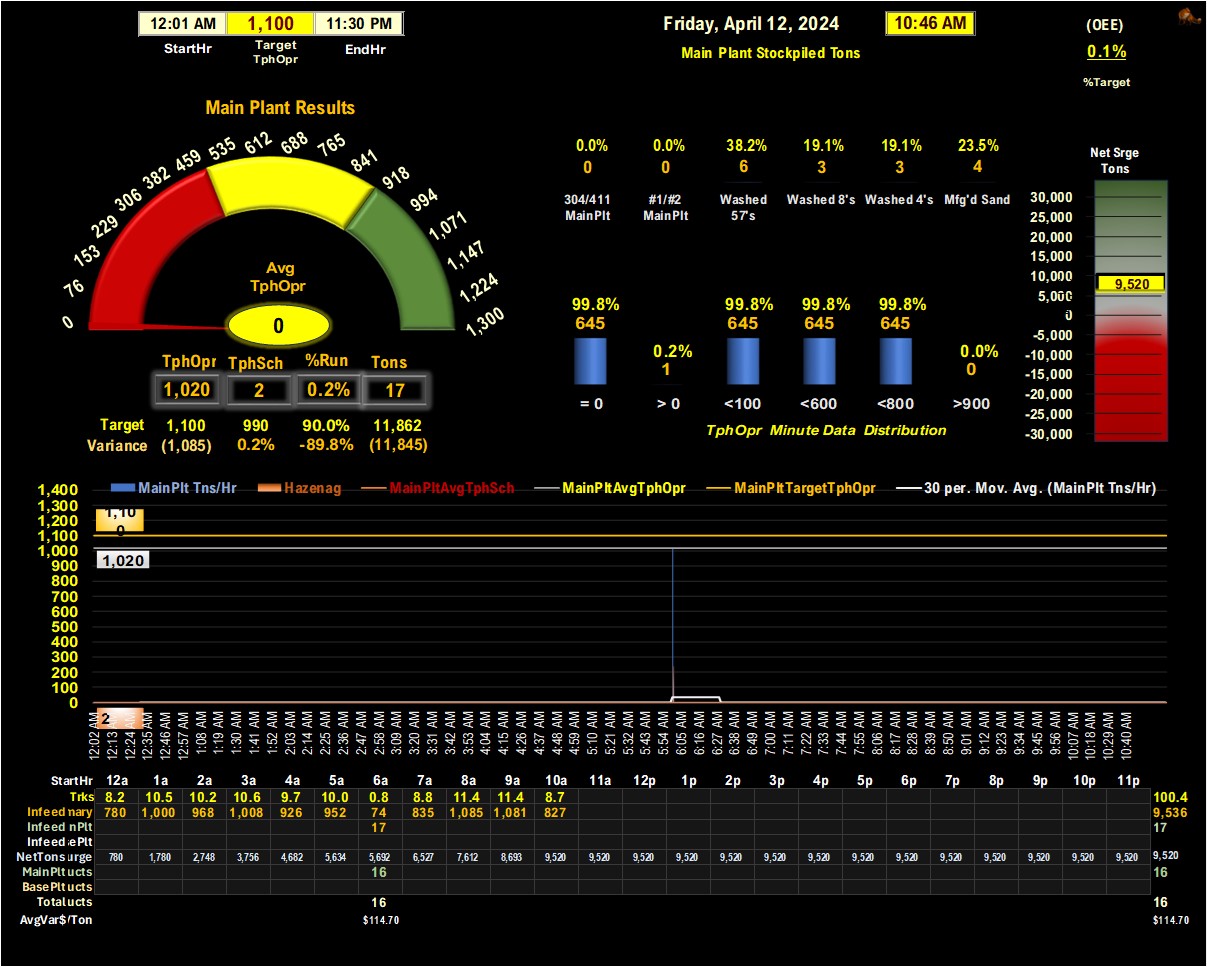 12:01 AM 1,100 11:30 PM
StartHr Target TphOpr EndHr
Friday, April 12, 2024 10:46 AM
Main Plant Stockpiled Tons
(OEE)
0.1%
%Target
Main Plant Results
0 76 153 229 306 382 459 535 612 688 765 841 918 994 1,071 1,147 1,224 1,300
Avg
TphOpr
0
TphOpr TphSch %Run Tons
1,020 2 0.2% 17
Target 1,100 990 90.0% 11,862
Variance (1,085) 0.2% -89.8% (11,845)
0.0% 0.0% 38.2% 19.1% 19.1% 23.5%
0 0 6 3 3 4
304/411 #1/#2 Washed Washed 8's Washed 4's Mfg'd Sand
MainPlt MainPlt 57's
99.8% 99.8% 99.8% 99.8%
645 645 645 645
0.2% 0.0%
1 0
= 0 > 0 <100 <600 <800 >900
TphOpr Minute Data Distribution
Net Srge
Tons
30,000
25,000
20,000
15,000
10,000
9,520
5,000
0
-5,000
-10,000
-15,000
-20,000
-25,000
-30,000
MainPlt Tns/Hr Hazenag MainPltAvgTphSch MainPltAvgTphOpr MainPltTargetTphOpr 30 per. Mov. Avg. (MainPlt Tns/Hr)
1,400
1,300
1,200
1,100
1,000
900
800
700
600
500
400
300
200
100
0
1,10
0
1,020
2
12:02 AM 12:13 AM 12:24 AM 12:35 AM 12:46 AM 12:57 AM 1:08 AM 1:19 AM 1:30 AM 1:41 AM 1:52 AM 2:03 AM 2:14 AM 2:25 AM 2:36 AM 2:47 AM 2:58 AM 3:09 AM 3:20 AM 3:31 AM 3:42 AM 3:53 AM 4:04 AM 4:15 AM 4:26 AM 4:37 AM 4:48 AM 4:59 AM 5:10 AM 5:21 AM 5:32 AM 5:43 AM 5:54 AM 6:05 AM 6:16 AM 6:27 AM 6:38 AM 6:49 AM 7:00 AM 7:11 AM 7:22 AM 7:33 AM 7:44 AM 7:55 AM 8:06 AM 8:17 AM 8:28 AM 8:39 AM 8:50 AM 9:01 AM 9:12 AM 9:23 AM 9:34 AM 9:45 AM 9:56 AM 10:07 AM 10:18 AM 10:29 AM 10:40 AM
StartHr 12a 1a 2a 3a 4a 5a 6a 7a 8a 9a 10a 11a 12p 1p 2p 3p 4p 5p 6p 7p 8p 9p 10p 11p
Trks 8.2 10.5 10.2 10.6 9.7 10.0 0.8 8.8 11.4 11.4 8.7 100.4
Infeed mary 780 1,000 968 1,008 926 952 74 835 1,085 1,081 827 9,536
Infeed nPlt 17 17
Infeed ePlt
NetTons urge 780 1,780 2,748 3,756 4,682 5,634 5,692 6,527 7,612 8,693 9,520 9,520 9,520 9,520 9,520 9,520 9,520 9,520 9,520 9,520 9,520 9,520 9,520 9,520 9,520
MainPlt ucts 16 16
BasePlt ucts
Total ucts 16 16
AvgVar$/Ton $114.70 $114.70